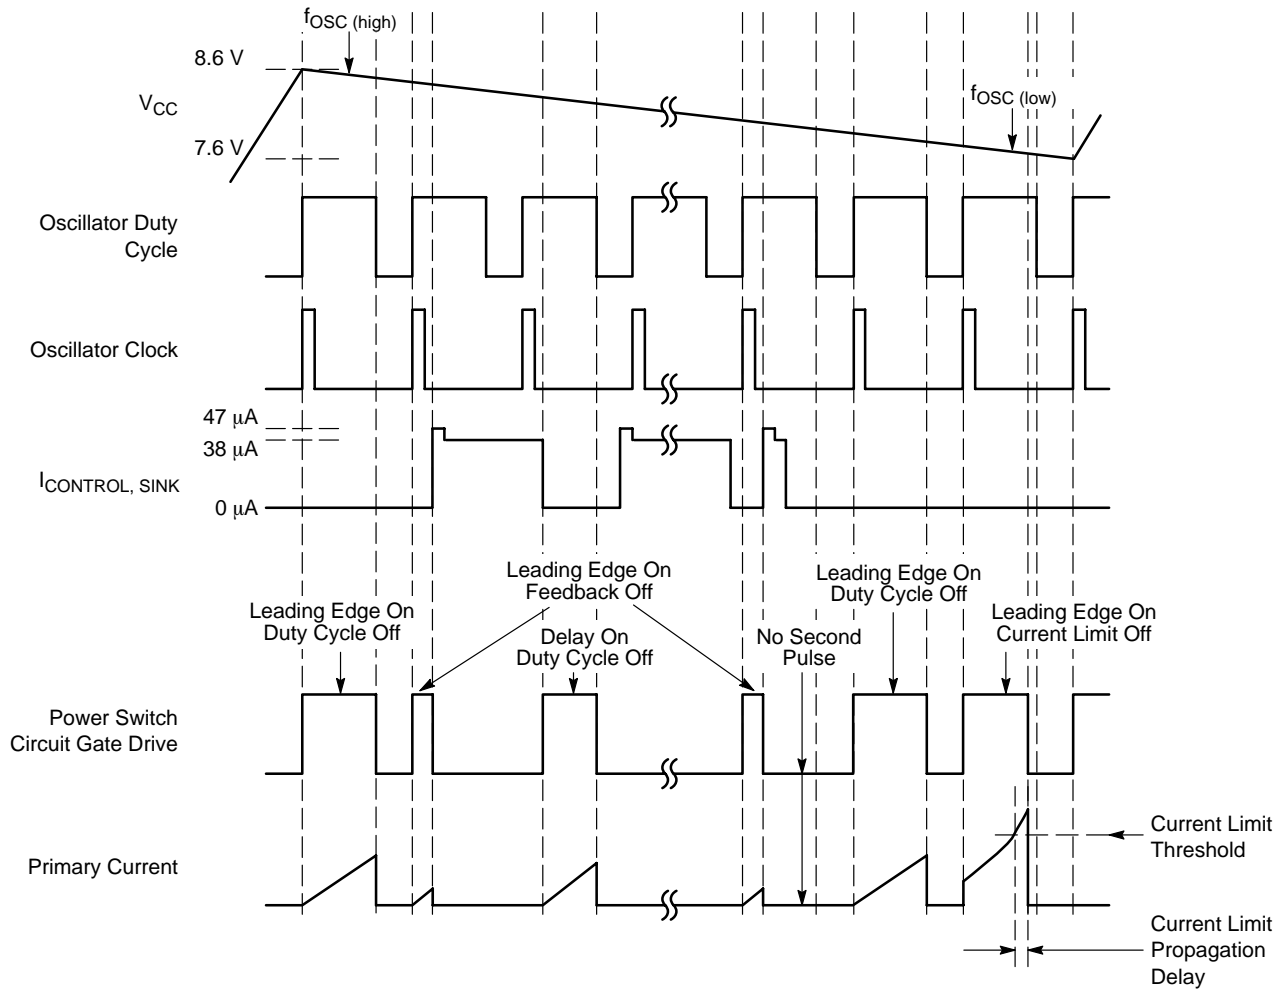 fOSC (high)
8.6 V
VCC
7.6 V
fOSC (low)
Oscillator Duty
Cycle
Oscillator Clock
47 µA
38 µA
ICONTROL, SINK
0 µA
Leading Edge On
Duty Cycle Off
Leading Edge On
Feedback Off
Delay On
Duty Cycle Off
No Second
Pulse
Leading Edge On
Duty Cycle Off
Leading Edge On
Current Limit Off
Power Switch
Circuit Gate Drive
Primary Current
Current Limit
Threshold
Current Limit
Propagation
Delay